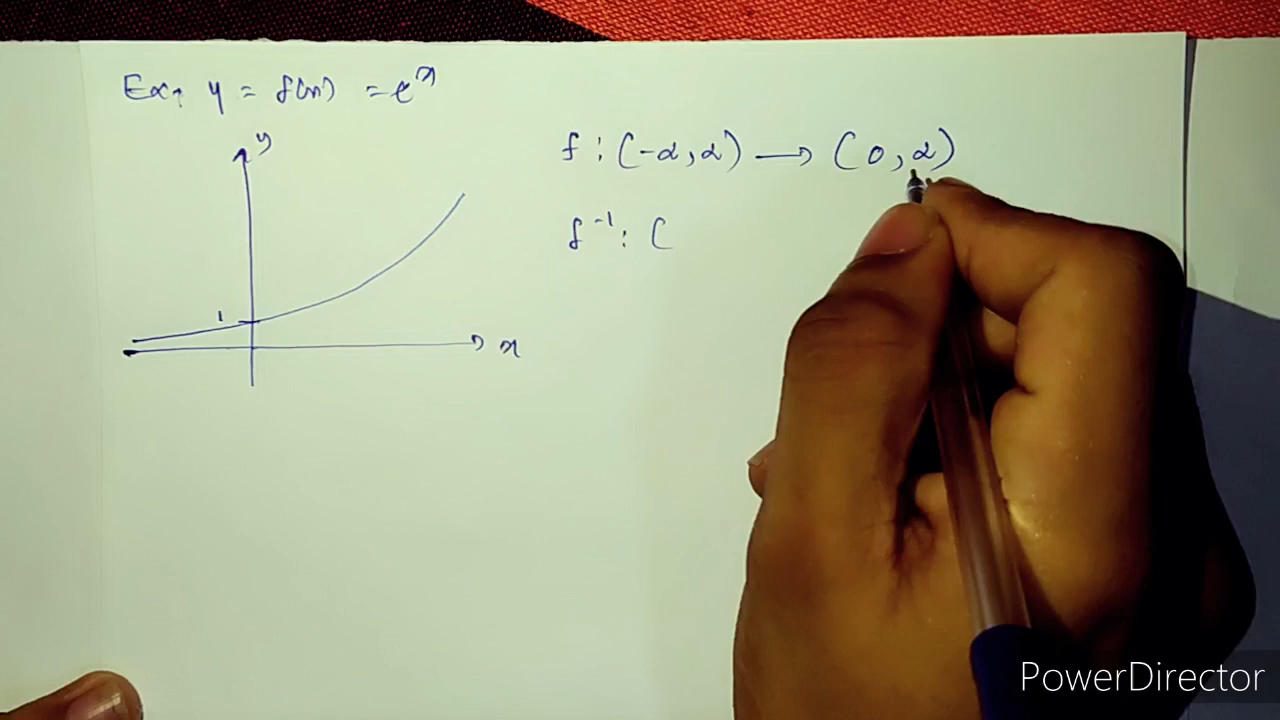 Ex: y = f(x) = e^x
y
f : (-∞, ∞) → (0, ∞)
f^-1 : (
1
x
PowerDirector